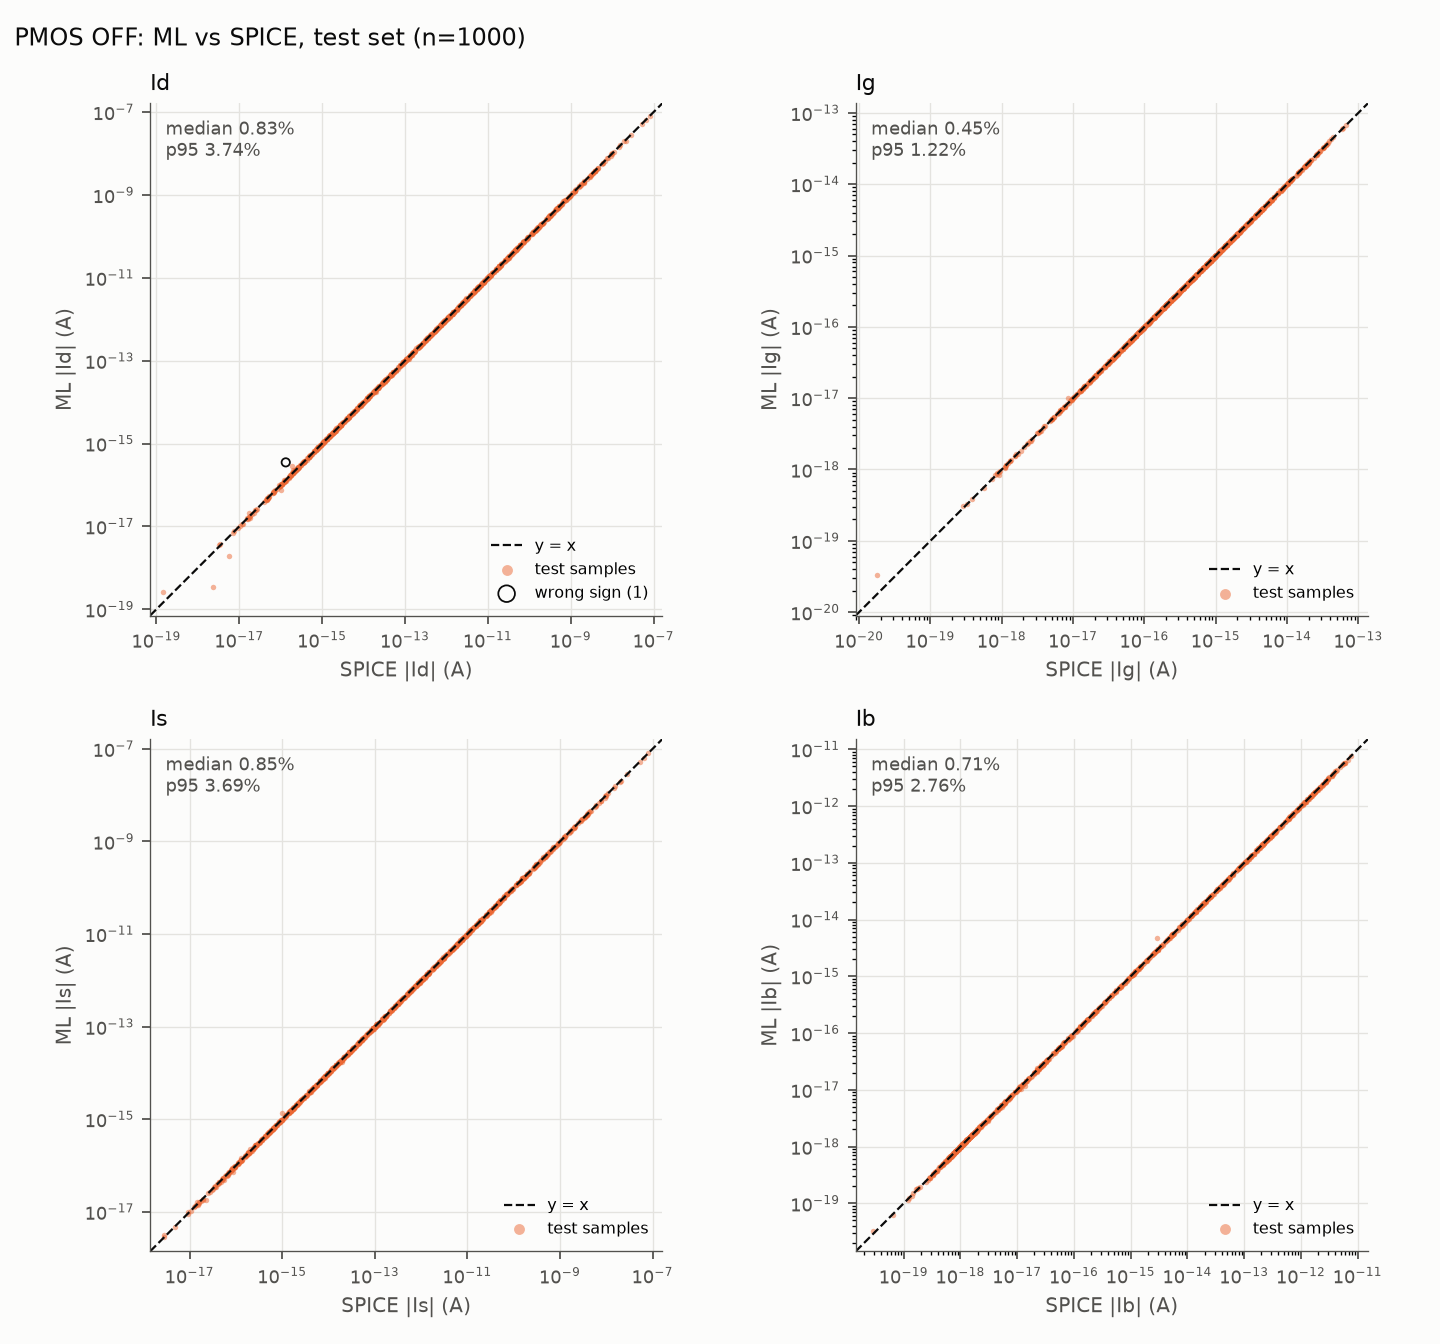 PMOS OFF: ML vs SPICE, test set (n=1000)
Id
median 0.83%
p95 3.74%
ML |Id| (A)
10⁻⁷
10⁻⁹
10⁻¹¹
10⁻¹³
10⁻¹⁵
10⁻¹⁷
10⁻¹⁹
y = x
test samples
wrong sign (1)
10⁻¹⁹ 10⁻¹⁷ 10⁻¹⁵ 10⁻¹³ 10⁻¹¹ 10⁻⁹ 10⁻⁷
SPICE |Id| (A)
Ig
median 0.45%
p95 1.22%
ML |Ig| (A)
10⁻¹³
10⁻¹⁴
10⁻¹⁵
10⁻¹⁶
10⁻¹⁷
10⁻¹⁸
10⁻¹⁹
10⁻²⁰
y = x
test samples
10⁻²⁰ 10⁻¹⁹ 10⁻¹⁸ 10⁻¹⁷ 10⁻¹⁶ 10⁻¹⁵ 10⁻¹⁴ 10⁻¹³
SPICE |Ig| (A)
Is
median 0.85%
p95 3.69%
ML |Is| (A)
10⁻⁷
10⁻⁹
10⁻¹¹
10⁻¹³
10⁻¹⁵
10⁻¹⁷
y = x
test samples
10⁻¹⁷ 10⁻¹⁵ 10⁻¹³ 10⁻¹¹ 10⁻⁹ 10⁻⁷
SPICE |Is| (A)
Ib
median 0.71%
p95 2.76%
ML |Ib| (A)
10⁻¹¹
10⁻¹²
10⁻¹³
10⁻¹⁴
10⁻¹⁵
10⁻¹⁶
10⁻¹⁷
10⁻¹⁸
10⁻¹⁹
y = x
test samples
10⁻¹⁹ 10⁻¹⁸ 10⁻¹⁷ 10⁻¹⁶ 10⁻¹⁵ 10⁻¹⁴ 10⁻¹³ 10⁻¹² 10⁻¹¹
SPICE |Ib| (A)